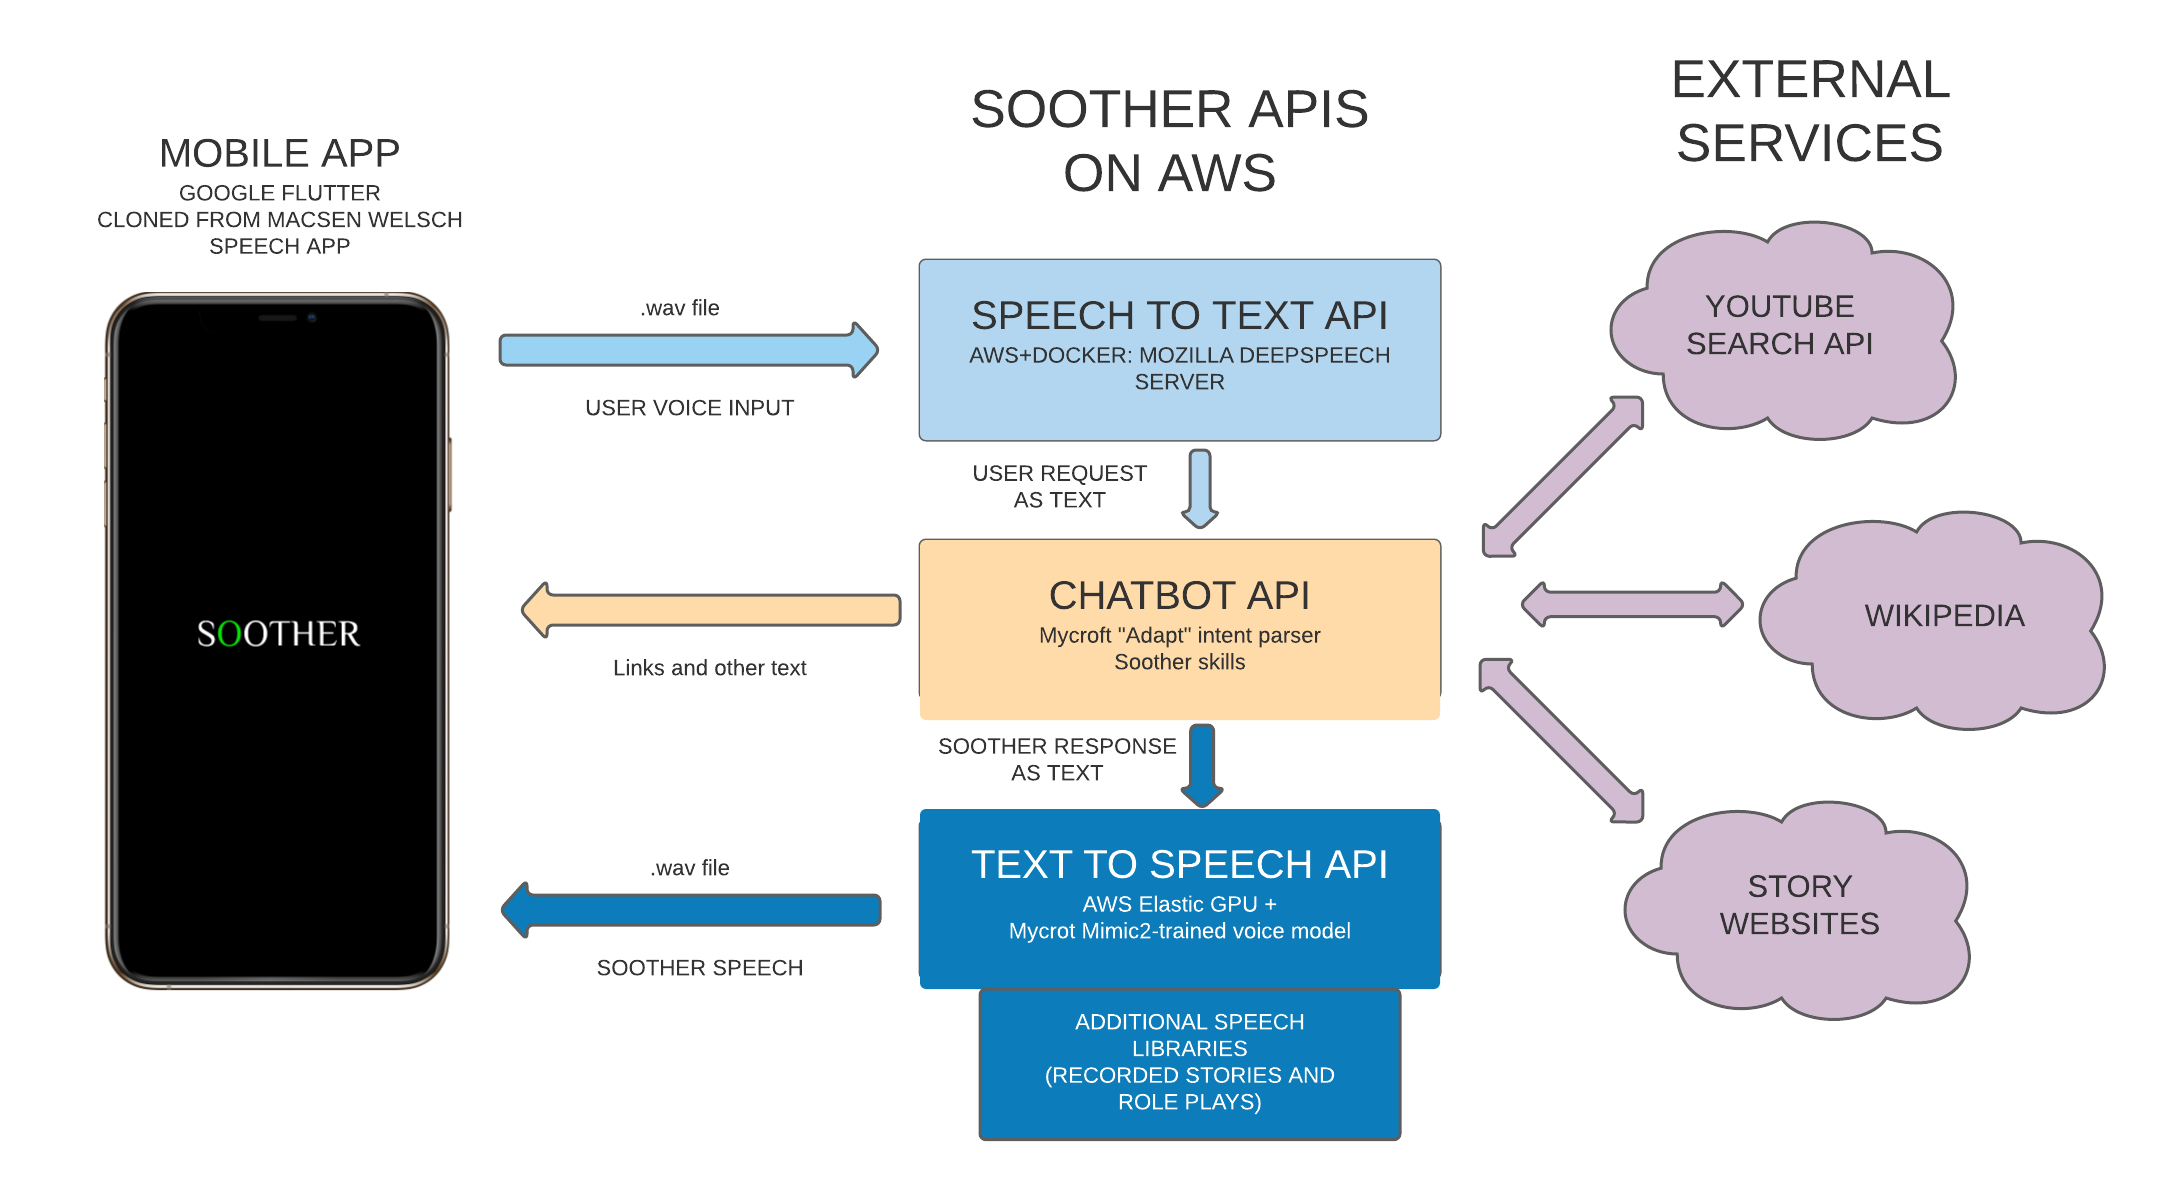 MOBILE APP
GOOGLE FLUTTER
CLONED FROM MACSEN WELSCH
SPEECH APP
SOOTHER
.wav file
USER VOICE INPUT
Links and other text
.wav file
SOOTHER SPEECH
SOOTHER APIS
ON AWS
SPEECH TO TEXT API
AWS+DOCKER: MOZILLA DEEPSPEECH
SERVER
USER REQUEST
AS TEXT
CHATBOT API
Mycroft "Adapt" intent parser
Soother skills
SOOTHER RESPONSE
AS TEXT
TEXT TO SPEECH API
AWS Elastic GPU +
Mycrot Mimic2-trained voice model
ADDITIONAL SPEECH
LIBRARIES
(RECORDED STORIES AND
ROLE PLAYS)
EXTERNAL
SERVICES
YOUTUBE
SEARCH API
WIKIPEDIA
STORY
WEBSITES